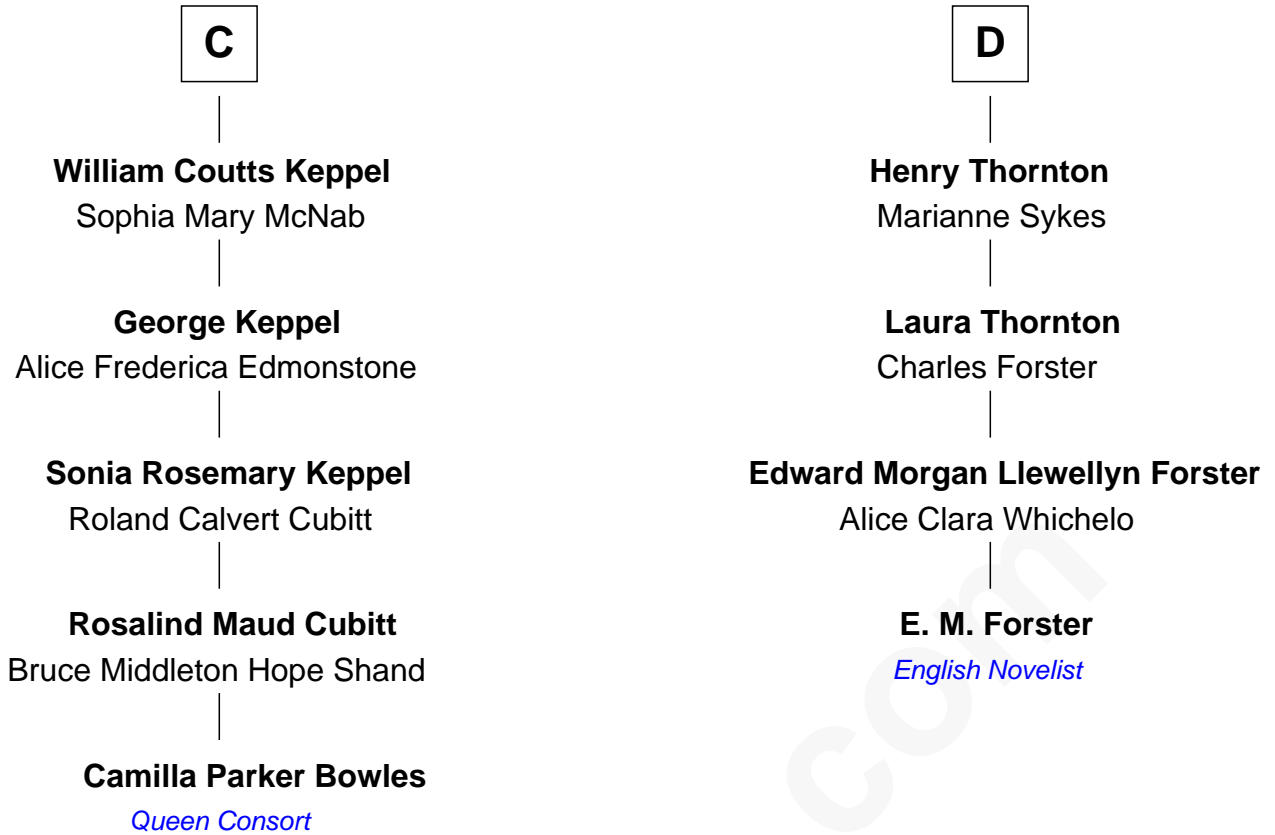 C
William Coutts Keppel
Sophia Mary McNab
George Keppel
Alice Frederica Edmonstone
Sonia Rosemary Keppel
Roland Calvert Cubitt
Rosalind Maud Cubitt
Bruce Middleton Hope Shand
Camilla Parker Bowles
Queen Consort
D
Henry Thornton
Marianne Sykes
Laura Thornton
Charles Forster
Edward Morgan Llewellyn Forster
Alice Clara Whichelo
E. M. Forster
English Novelist
com